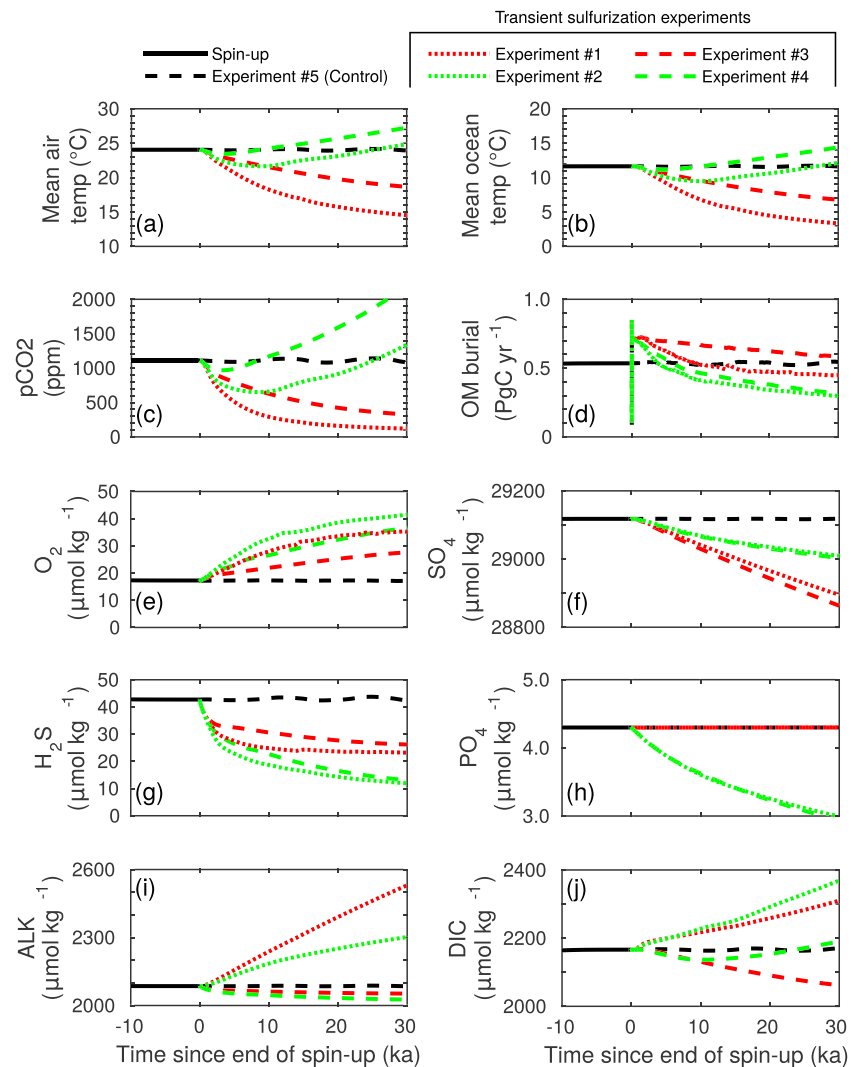 Transient sulfurization experiments
Spin-up
Experiment #5 (Control)
Experiment #1
Experiment #3
Experiment #2
Experiment #4
30
25
20
15
10
Mean air
temp (°C)
(a)
20
15
10
5
0
Mean ocean
temp (°C)
(b)
2000
1500
1000
500
0
pCO2
(ppm)
(c)
1.0
0.5
0
OM burial
(PgC yr⁻¹)
(d)
50
40
30
20
10
0
O₂
(µmol kg⁻¹)
(e)
29200
29000
28800
SO₄
(µmol kg⁻¹)
(f)
50
40
30
20
10
0
H₂S
(µmol kg⁻¹)
(g)
5.0
4.0
3.0
PO₄
(µmol kg⁻¹)
(h)
2600
2300
2000
ALK
(µmol kg⁻¹)
(i)
-10 0 10 20 30
Time since end of spin-up (ka)
2400
2200
2000
DIC
(µmol kg⁻¹)
(j)
-10 0 10 20 30
Time since end of spin-up (ka)